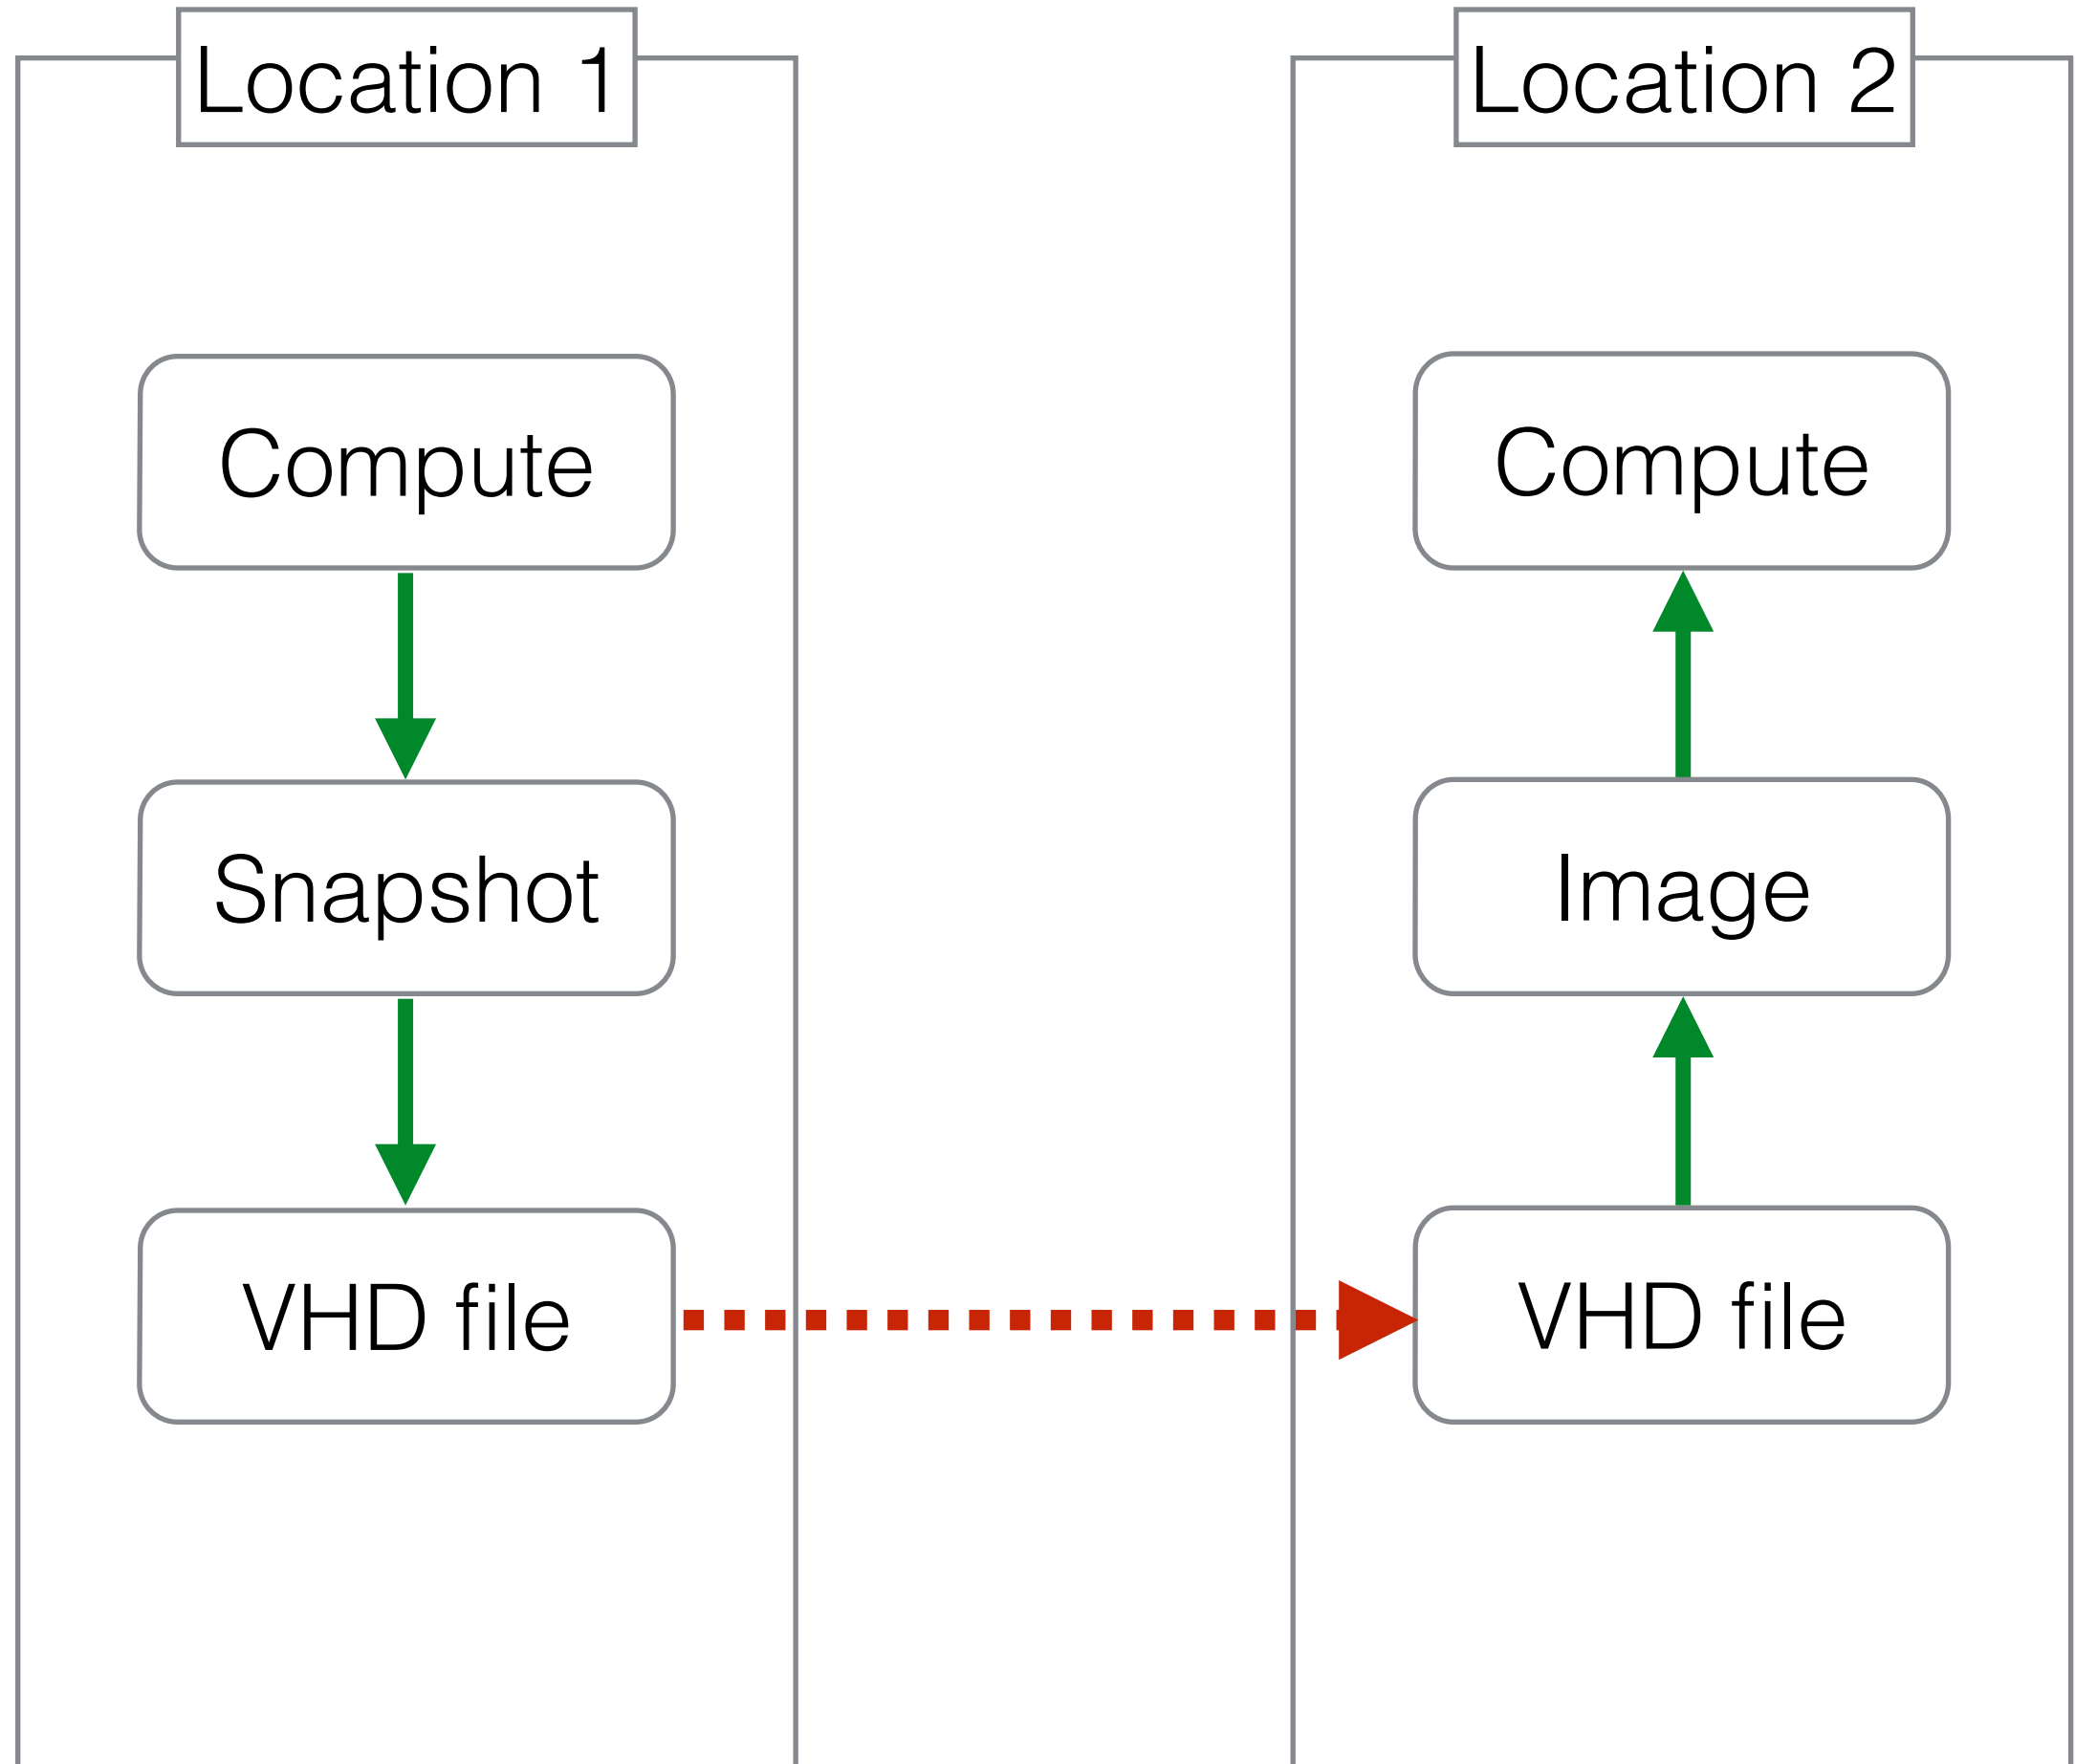 Location 1
Compute
Snapshot
VHD file
Location 2
Compute
Image
VHD file